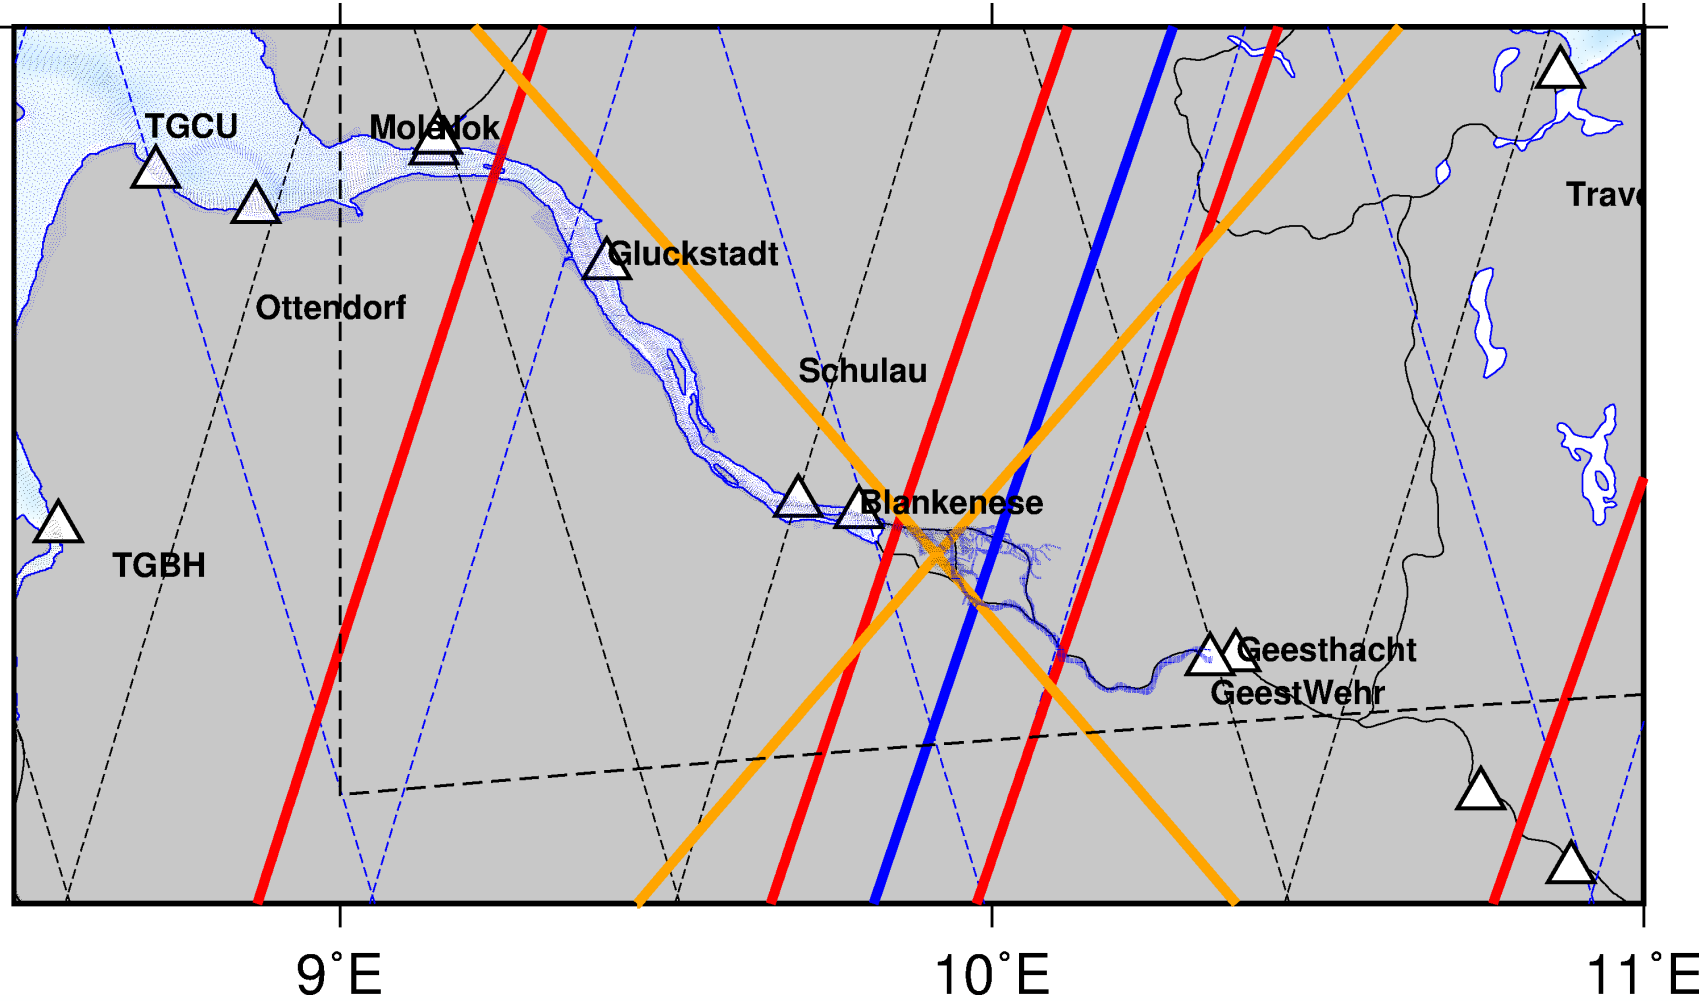 TGCU
MoleNok
Trave
Gluckstadt
Ottendorf
Schulau
Blankenese
TGBH
Geesthacht
GeestWehr
9°E
10°E
11°E